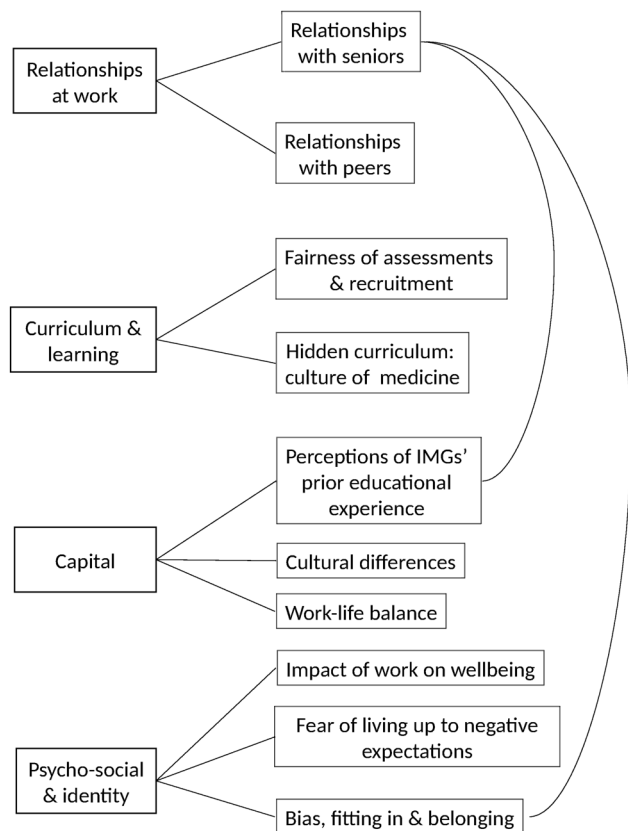 Relationships
at work
Relationships
with seniors
Relationships
with peers
Curriculum &
learning
Fairness of assessments
& recruitment
Hidden curriculum:
culture of medicine
Capital
Perceptions of IMGs’
prior educational
experience
Cultural differences
Work-life balance
Psycho-social
& identity
Impact of work on wellbeing
Fear of living up to negative
expectations
Bias, fitting in & belonging